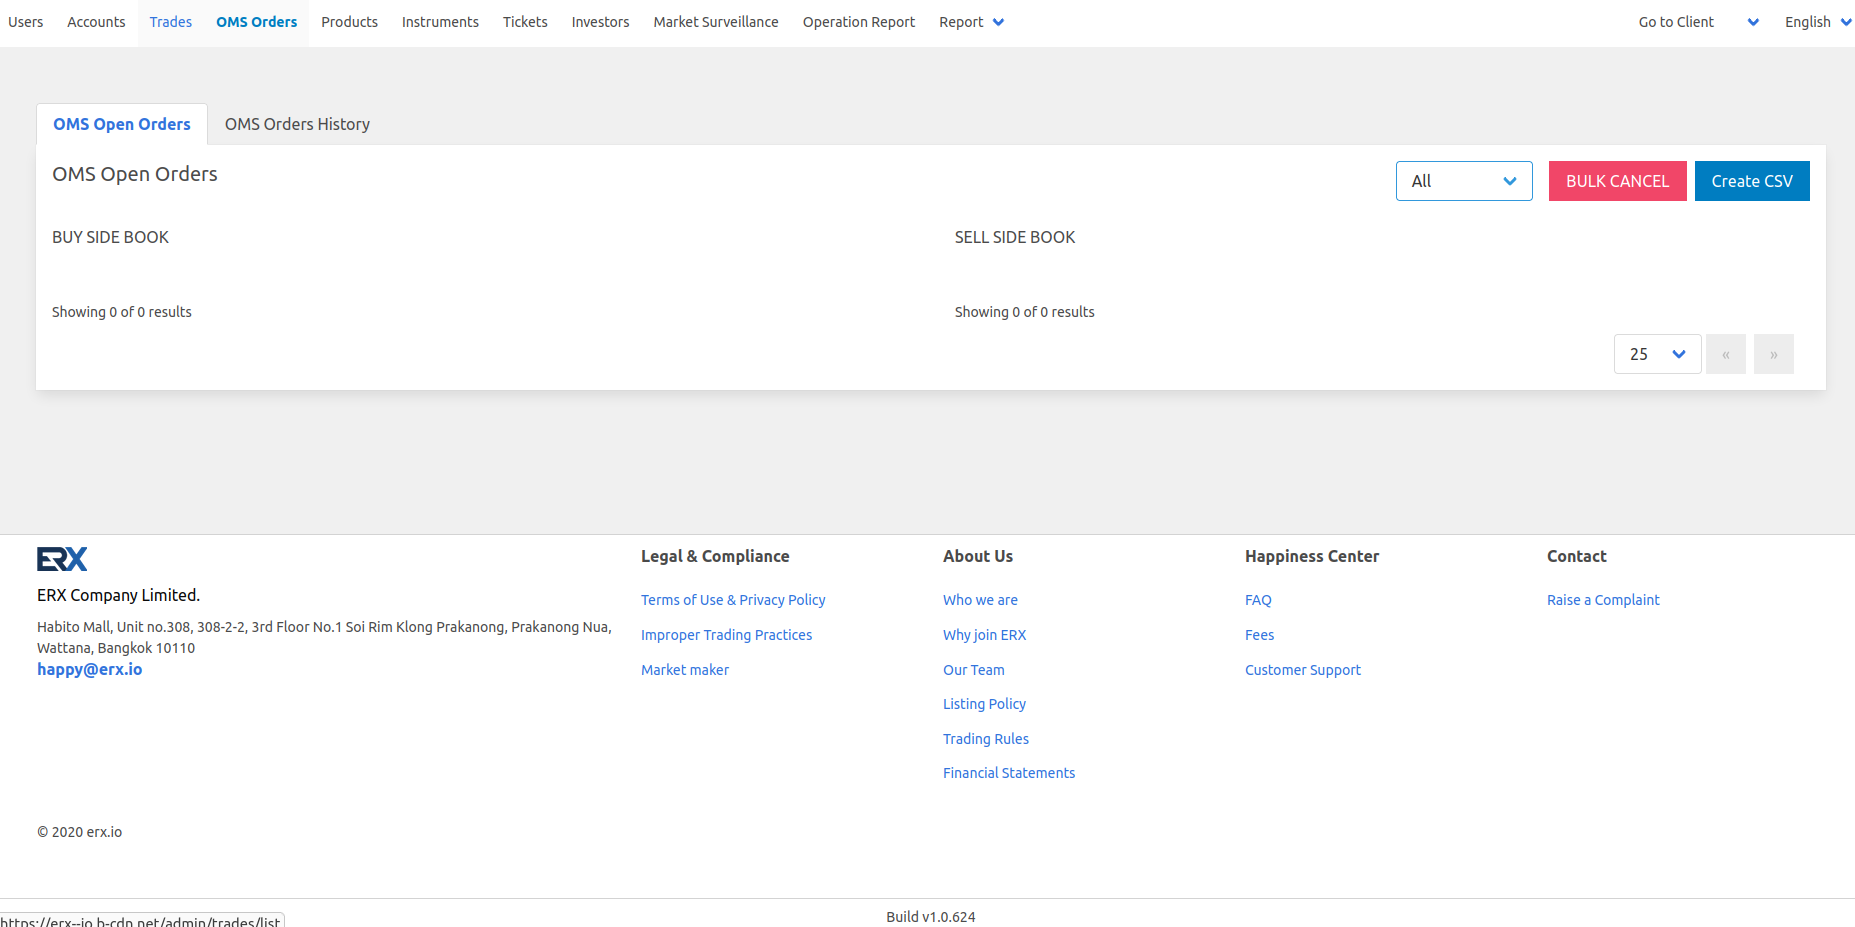 Users Accounts Trades OMS Orders Products Instruments Tickets Investors Market Surveillance Operation Report Report Go to Client English
OMS Open Orders OMS Orders History
OMS Open Orders All BULK CANCEL Create CSV
BUY SIDE BOOK SELL SIDE BOOK
Showing 0 of 0 results Showing 0 of 0 results
25 « »
ERX
ERX Company Limited.
Habito Mall, Unit no.308, 308-2-2, 3rd Floor No.1 Soi Rim Klong Prakanong, Prakanong Nua,
Wattana, Bangkok 10110
happy@erx.io
Legal & Compliance
Terms of Use & Privacy Policy
Improper Trading Practices
Market maker
About Us
Who we are
Why join ERX
Our Team
Listing Policy
Trading Rules
Financial Statements
Happiness Center
FAQ
Fees
Customer Support
Contact
Raise a Complaint
© 2020 erx.io
Build v1.0.624
https://erx--io.b-cdn.net/admin/trades/list